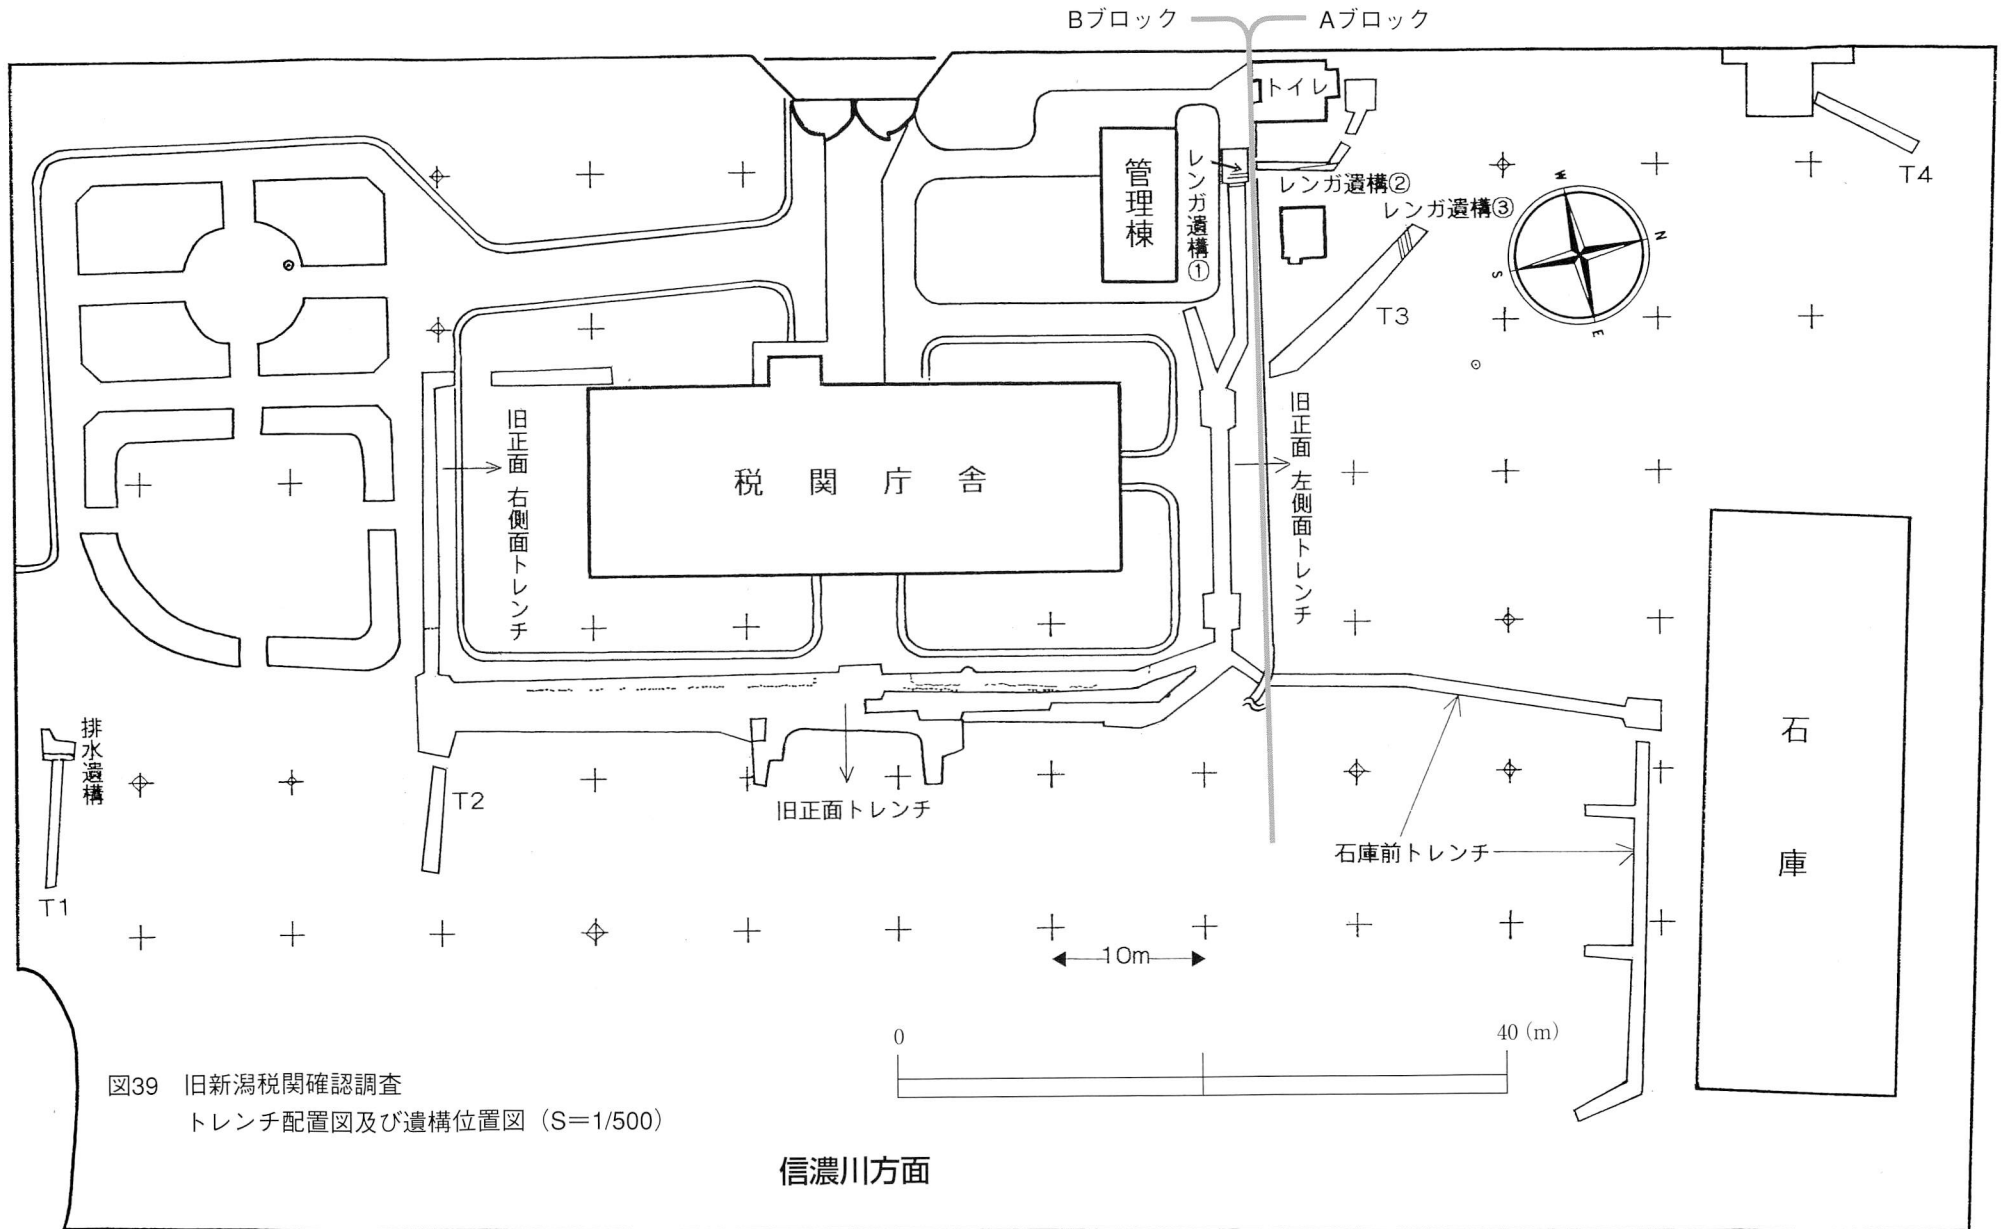 Bブロック
Aブロック
トイレ
管理棟
レンガ遺構①
レンガ遺構②
レンガ遺構③
T4
W
N
S
E
T3
旧正面 右側面トレンチ
税関庁舎
旧正面 左側面トレンチ
排水遺構
T2
旧正面トレンチ
石庫前トレンチ
石庫
T1
10m
0
40 (m)
図39 旧新潟税関確認調査
トレンチ配置図及び遺構位置図（S＝1/500）
信濃川方面